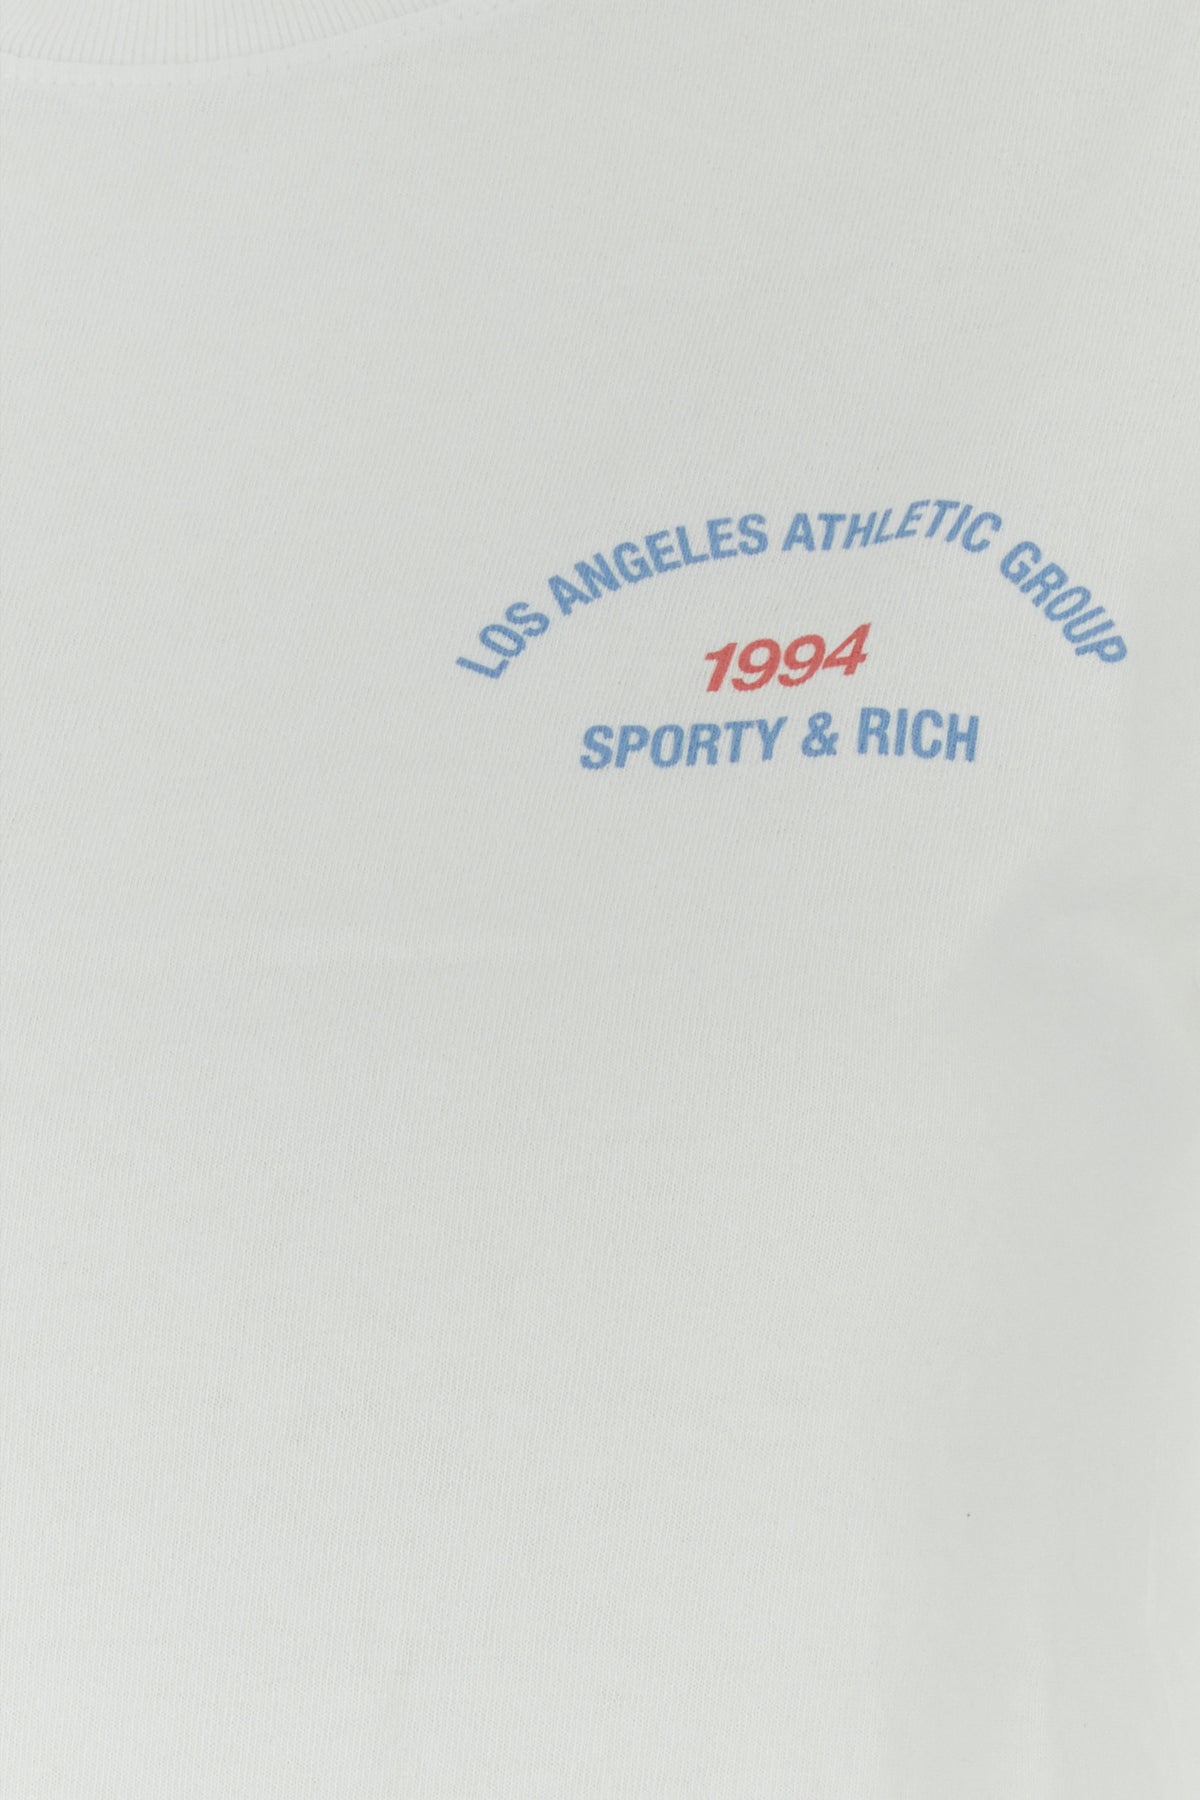 LOS ANGELES ATHLETIC GROUP
1994
SPORTY & RICH